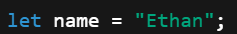 let name = "Ethan";